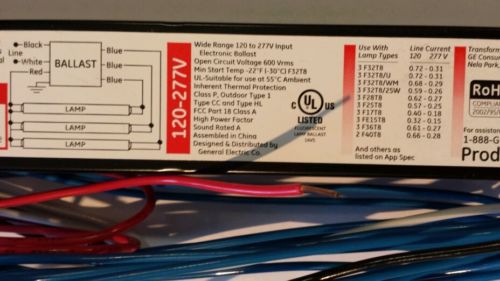 Black
Line
White
Red
BALLAST
Blue
Blue
Blue
LAMP
LAMP
LAMP
120-277V
Wide Range 120 to 277V Input
Electronic Ballast
Open Circuit Voltage 600 Vrms
Min Start Temp -22°F (-30°C) F32T8
UL-Suitable for use at 55°C Ambient
Inherent Thermal Protection
Class P, Outdoor Type 1
Type CC and Type HL
FCC Part 18 Class A
High Power Factor
Sound Rated A
Assembled in China
Designed & Distributed by
General Electric Co.
c UL US
LISTED
FLUORESCENT
LAMP BALLAST
Use With Line Current
Lamp Types 120 277 V
3 F32T8 0.72 - 0.31
3 F32T8/U 0.72 - 0.31
3 F32T8/WM 0.68 - 0.29
3 F32T8/25W 0.59 - 0.26
3 F28T8 0.62 - 0.27
3 F25T8 0.57 - 0.25
3 F17T8 0.40 - 0.18
3 FE15T8 0.32 - 0.15
3 F36T8 0.61 - 0.27
2 F40T8 0.66 - 0.28
And others as
listed on App Spec
Transform
GE Consum
Nela Park,
RoH
COMPLIAN
2002/95/
For assistan
1-888-G
Prod